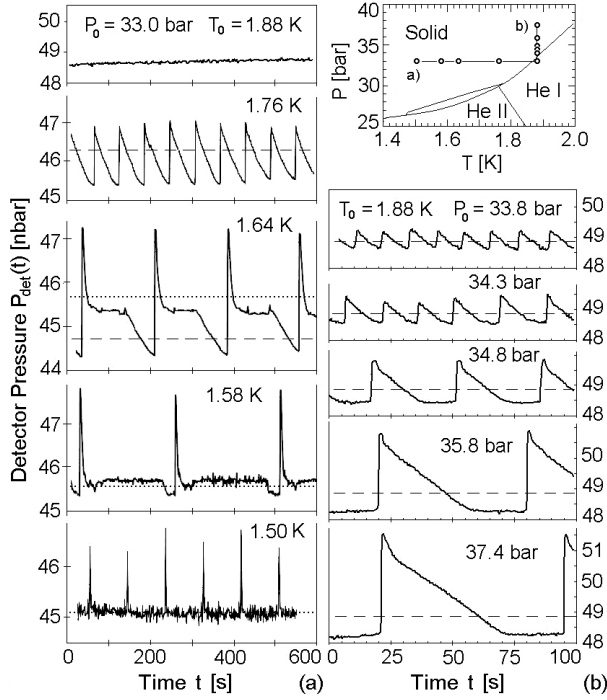 P₀ = 33.0 bar T₀ = 1.88 K
50
49
48
1.76 K
47
46
45
1.64 K
47
46
45
44
1.58 K
47
46
45
1.50 K
46
45
0 200 400 600
Time t [s] (a)
Detector Pressure P_det(t) [nbar]
Solid
b)
a)
He I
He II
40
35
30
25
P [bar]
1.4 1.6 1.8 2.0
T [K]
T₀ = 1.88 K P₀ = 33.8 bar
50
49
48
34.3 bar
49
48
34.8 bar
49
48
35.8 bar
50
49
48
37.4 bar
51
50
49
48
0 25 50 75 100
Time t [s] (b)